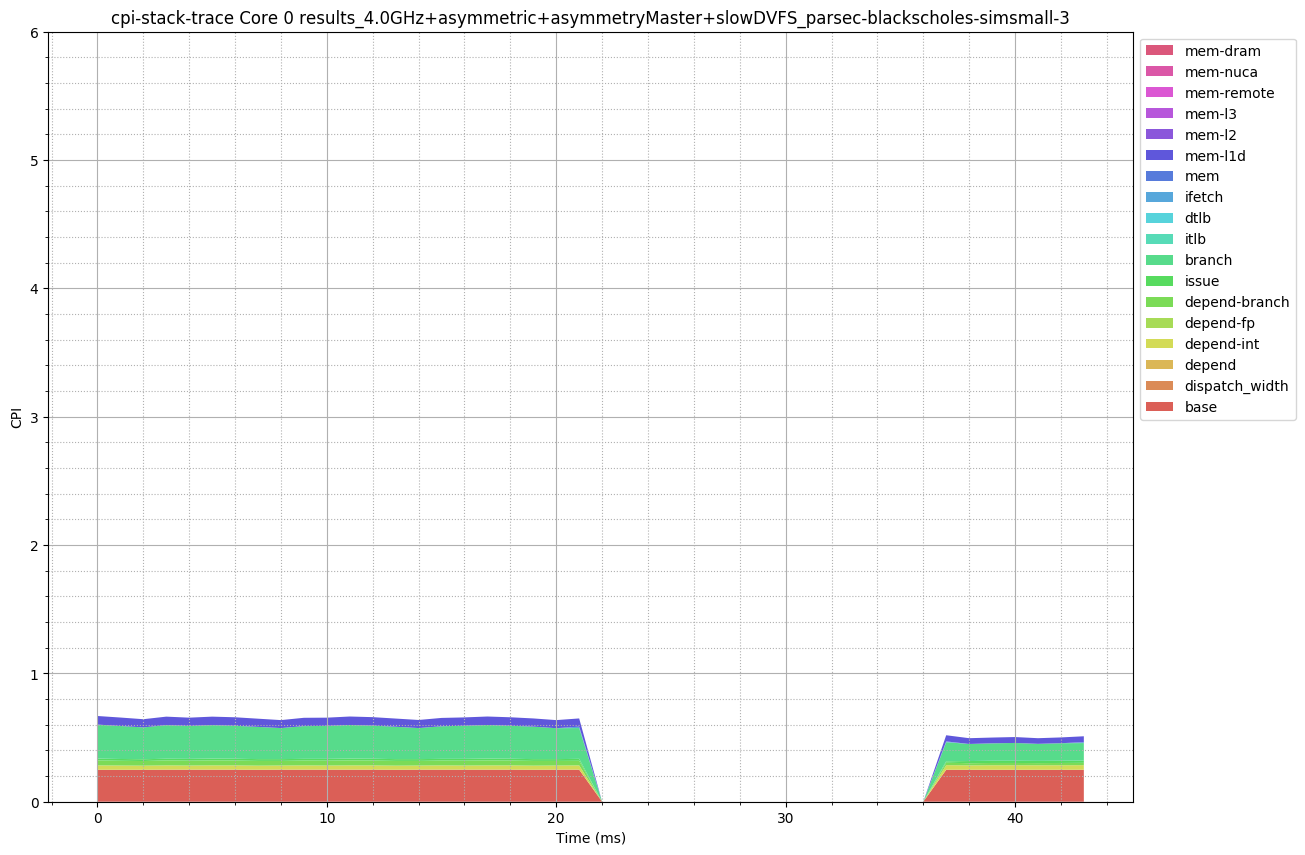 cpi-stack-trace Core 0 results_4.0GHz+asymmetric+asymmetryMaster+slowDVFS_parsec-blackscholes-simsmall-3
6
5
4
3
2
1
0
CPI
0
10
20
30
40
Time (ms)
mem-dram
mem-nuca
mem-remote
mem-l3
mem-l2
mem-l1d
mem
ifetch
dtlb
itlb
branch
issue
depend-branch
depend-fp
depend-int
depend
dispatch_width
base